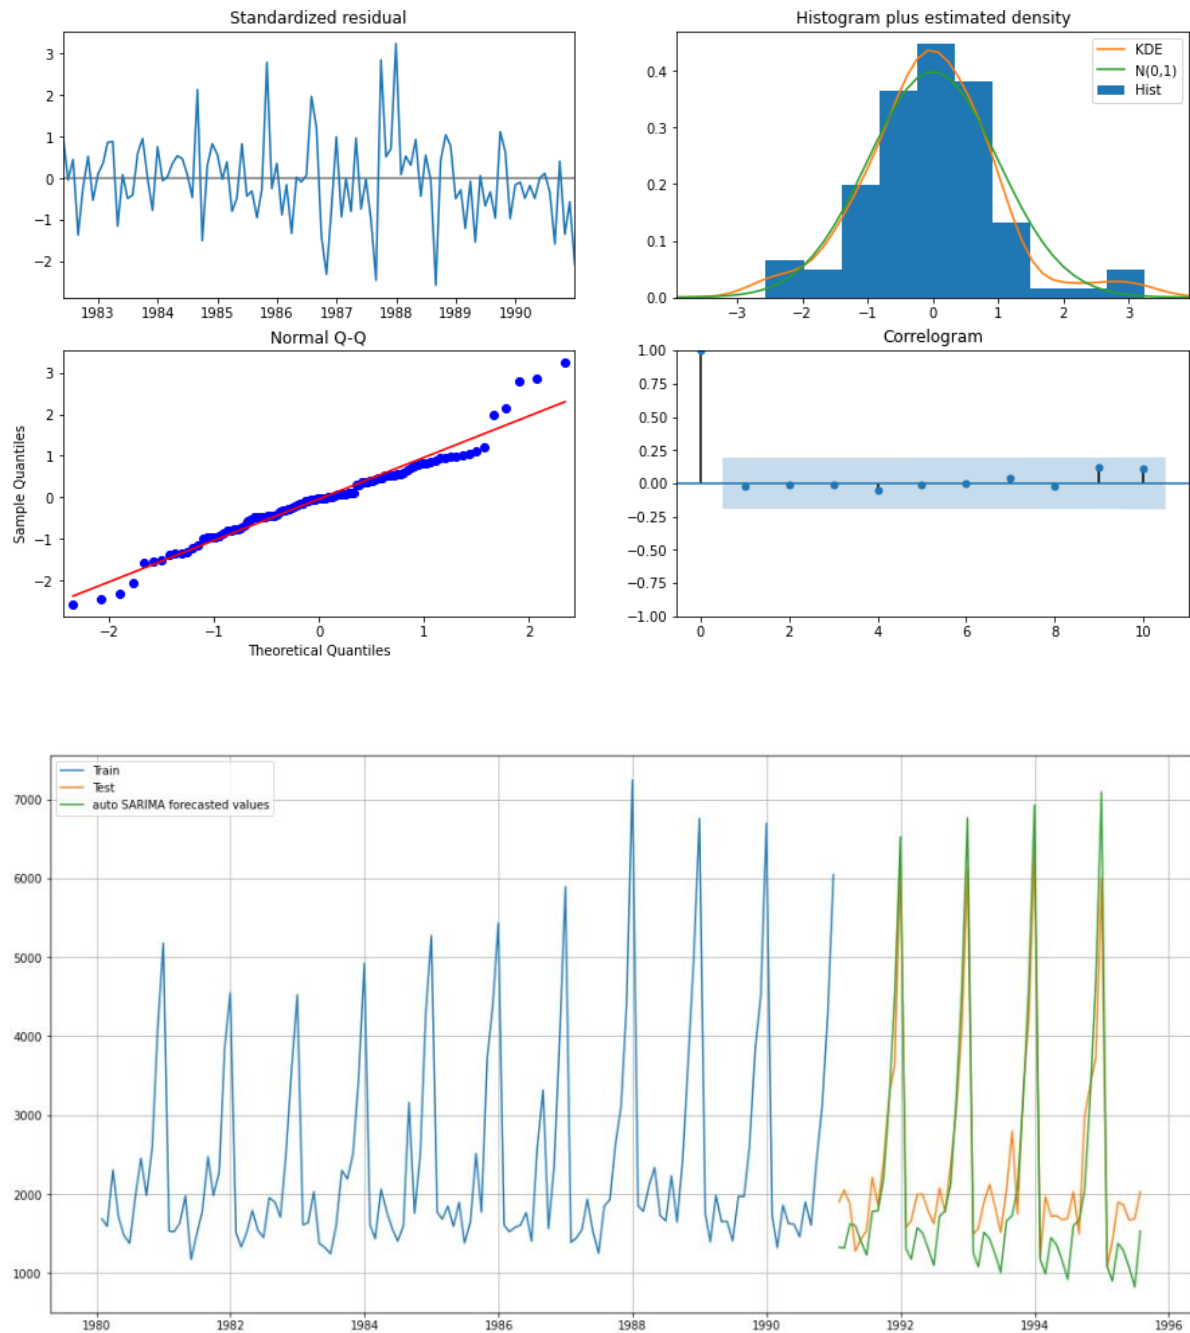 Standardized residual
3
2
1
0
−1
−2
1983 1984 1985 1986 1987 1988 1989 1990
Histogram plus estimated density
KDE
N(0,1)
Hist
0.4
0.3
0.2
0.1
0.0
−3 −2 −1 0 1 2 3
Normal Q-Q
Sample Quantiles
3
2
1
0
−1
−2
−2 −1 0 1 2
Theoretical Quantiles
Correlogram
1.00
0.75
0.50
0.25
0.00
−0.25
−0.50
−0.75
−1.00
0 2 4 6 8 10
Train
Test
auto SARIMA forecasted values
7000
6000
5000
4000
3000
2000
1000
1980 1982 1984 1986 1988 1990 1992 1994 1996